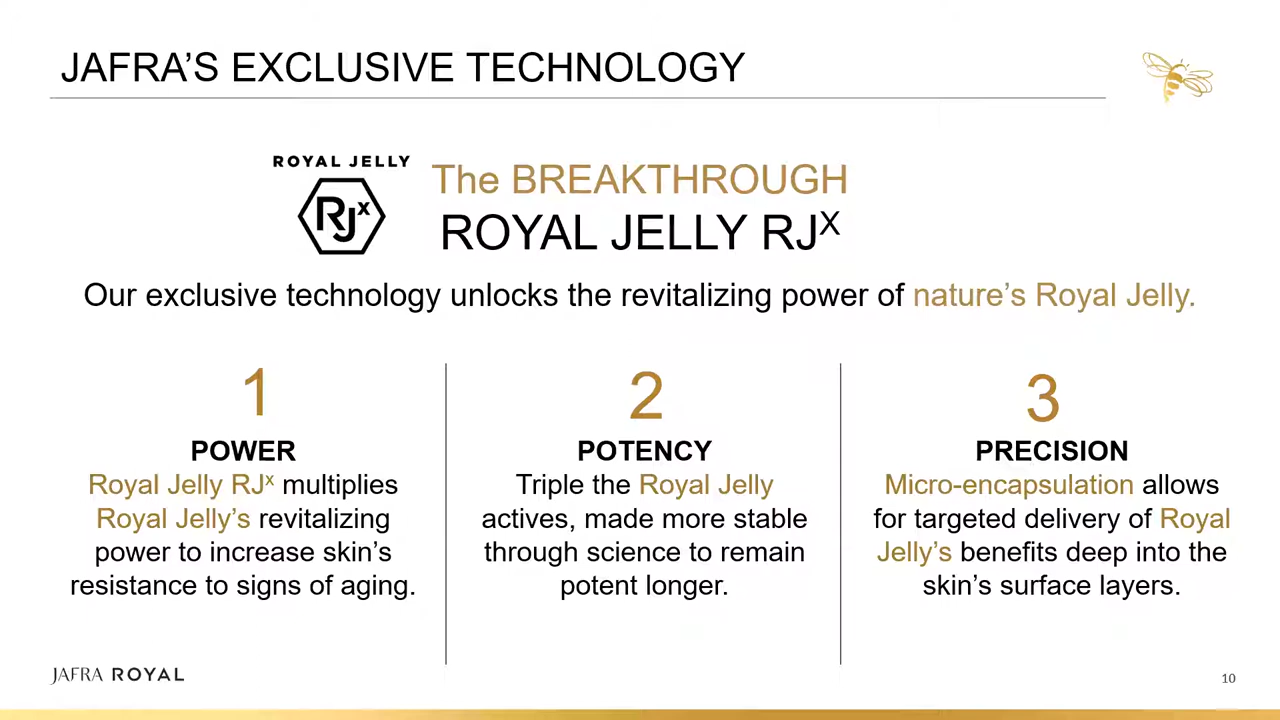 JAFRA’S EXCLUSIVE TECHNOLOGY
ROYAL JELLY
RJx
The BREAKTHROUGH
ROYAL JELLY RJX
Our exclusive technology unlocks the revitalizing power of nature’s Royal Jelly.
1
POWER
Royal Jelly RJx multiplies
Royal Jelly’s revitalizing
power to increase skin’s
resistance to signs of aging.
2
POTENCY
Triple the Royal Jelly
actives, made more stable
through science to remain
potent longer.
3
PRECISION
Micro-encapsulation allows
for targeted delivery of Royal
Jelly’s benefits deep into the
skin’s surface layers.
JAFRA ROYAL
10